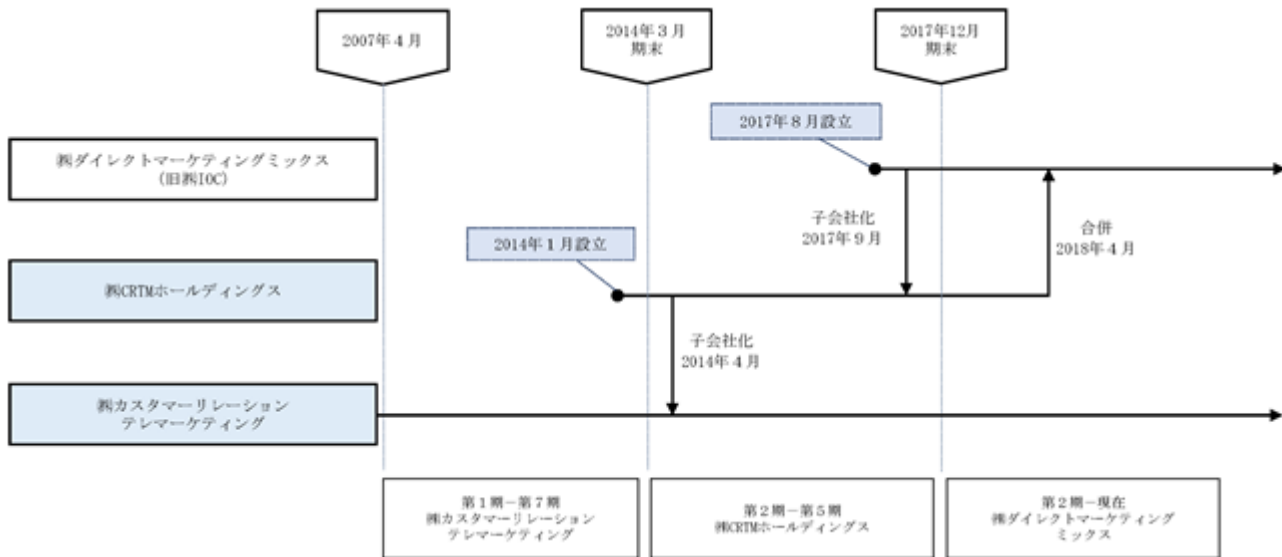 2007年4月
2014年3月
期末
2017年12月
期末
2017年8月設立
㈱ダイレクトマーケティングミックス
(旧㈱IOC)
子会社化
2017年9月
合併
2018年4月
2014年1月設立
㈱CRTMホールディングス
子会社化
2014年4月
㈱カスタマーリレーション
テレマーケティング
第1期－第7期
㈱カスタマーリレーション
テレマーケティング
第2期－第5期
㈱CRTMホールディングス
第2期－現在
㈱ダイレクトマーケティング
ミックス